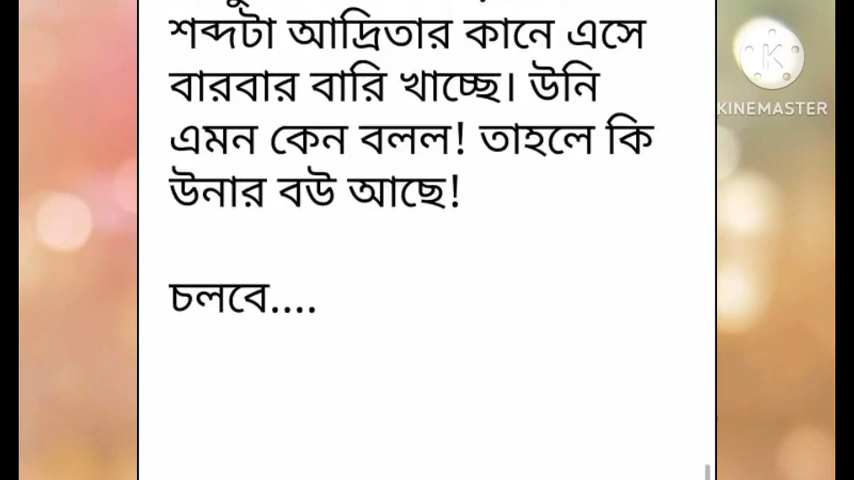 শব্দটা আদ্রিতার কানে এসে
বারবার বারি খাচ্ছে। উনি
এমন কেন বলল! তাহলে কি
উনার বউ আছে!
চলবে....
KINEMASTER